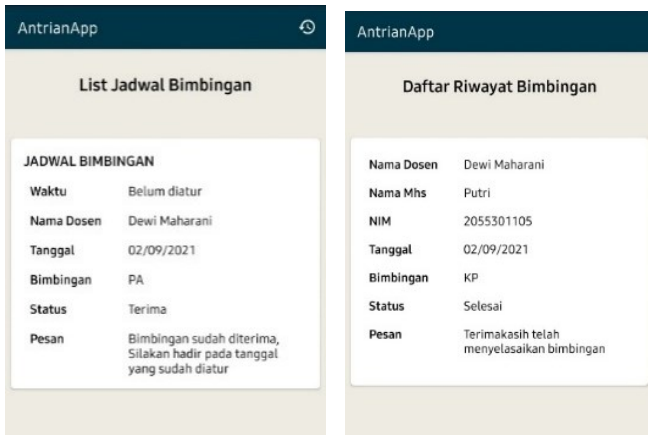 AntrianApp
List Jadwal Bimbingan
JADWAL BIMBINGAN
Waktu Belum diatur
Nama Dosen Dewi Maharani
Tanggal 02/09/2021
Bimbingan PA
Status Terima
Pesan Bimbingan sudah diterima,
Silakan hadir pada tanggal
yang sudah diatur
AntrianApp
Daftar Riwayat Bimbingan
Nama Dosen Dewi Maharani
Nama Mhs Putri
NIM 2055301105
Tanggal 02/09/2021
Bimbingan KP
Status Selesai
Pesan Terimakasih telah
menyelasaikan bimbingan